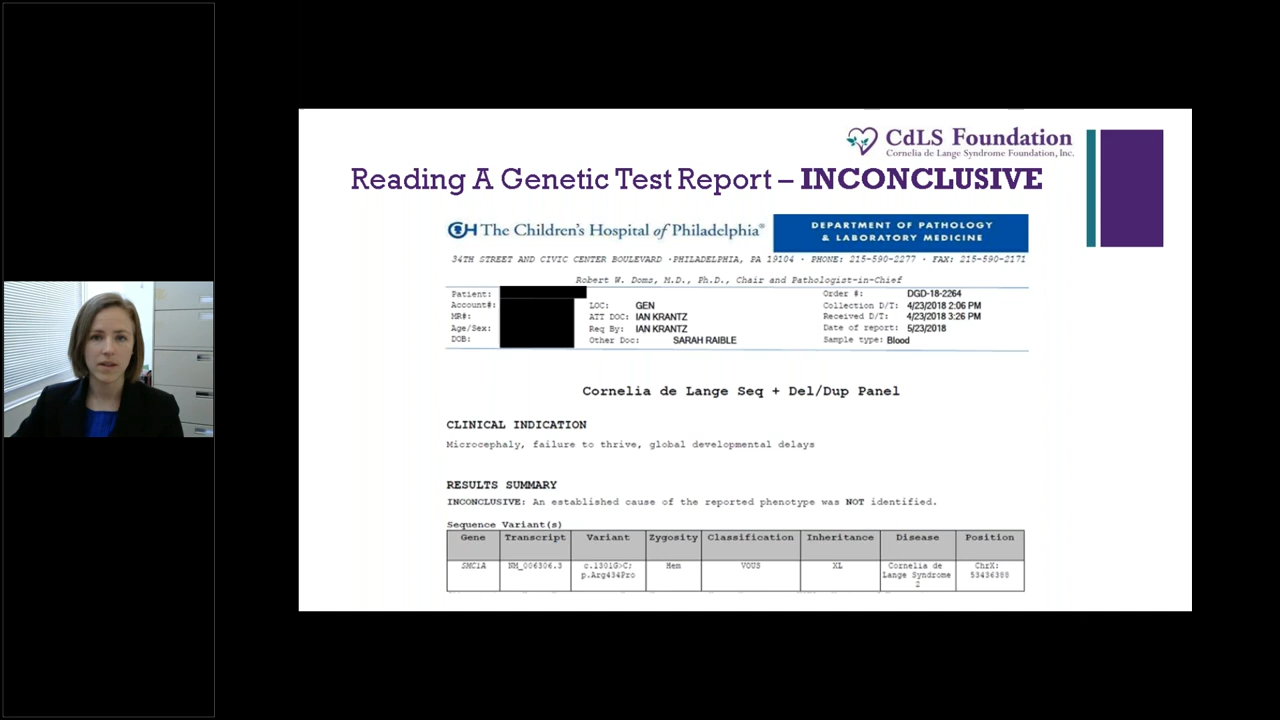 CdLS Foundation
Cornelia de Lange Syndrome Foundation, Inc.
Reading A Genetic Test Report – INCONCLUSIVE
The Children's Hospital of Philadelphia®
DEPARTMENT OF PATHOLOGY
& LABORATORY MEDICINE
34TH STREET AND CIVIC CENTER BOULEVARD · PHILADELPHIA, PA 19104 · PHONE: 215-590-2277 · FAX: 215-590-2171
Robert W. Doms, M.D., Ph.D., Chair and Pathologist-in-Chief
Patient: Order #: DGD-18-2264
Account#: LOC: GEN Collection D/T: 4/23/2018 2:06 PM
MR#: ATT DOC: IAN KRANTZ Received D/T: 4/23/2018 3:26 PM
Age/Sex: Req By: IAN KRANTZ Date of report: 5/23/2018
DOB: Other Doc: SARAH RAIBLE Sample type: Blood
Cornelia de Lange Seq + Del/Dup Panel
CLINICAL INDICATION
Microcephaly, failure to thrive, global developmental delays
RESULTS SUMMARY
INCONCLUSIVE: An established cause of the reported phenotype was NOT identified.
Sequence Variant(s)
Gene Transcript Variant Zygosity Classification Inheritance Disease Position
SMC1A NM_006306.3 c.1301G>C; Hem VOUS XL Cornelia de ChrX:
p.Arg434Pro Lange Syndrome 53436388
2